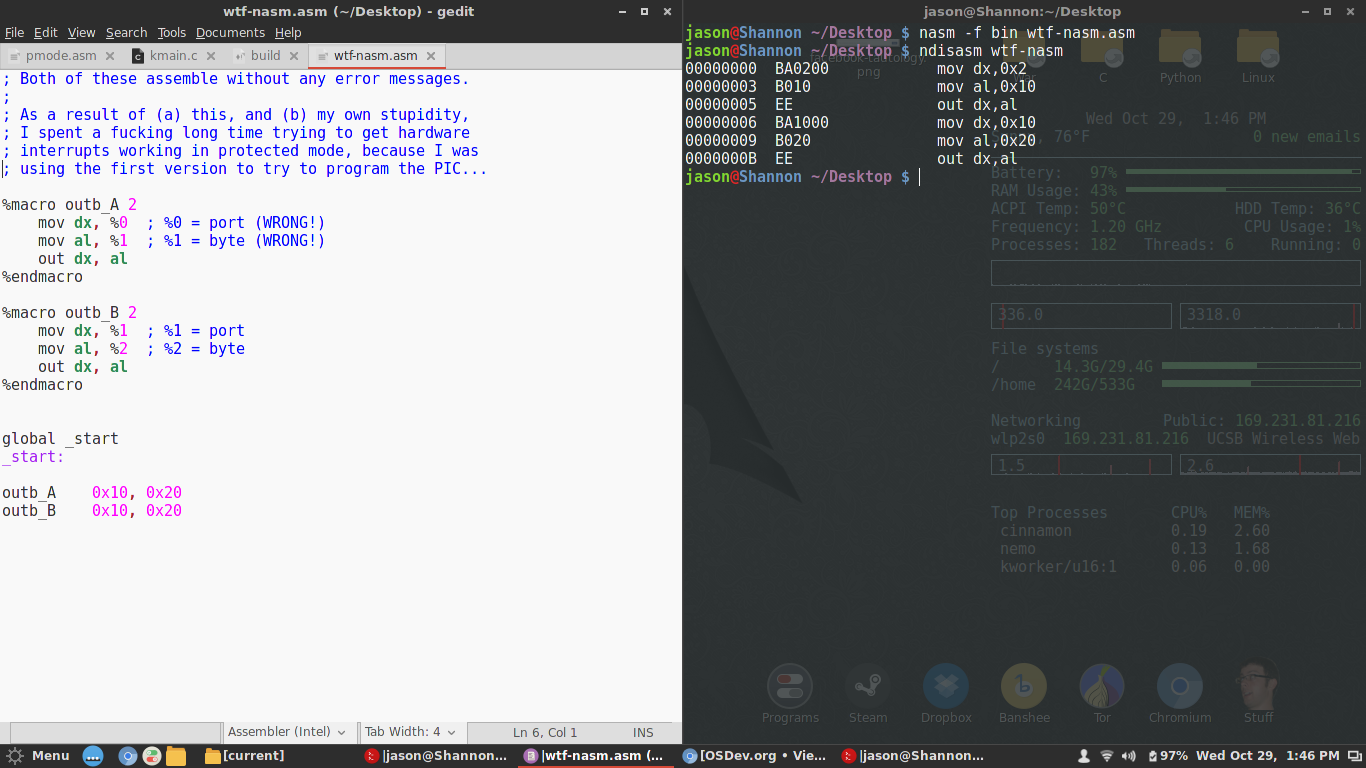 wtf-nasm.asm (~/Desktop) - gedit
File Edit View Search Tools Documents Help
pmode.asm kmain.c build wtf-nasm.asm
; Both of these assemble without any error messages.
;
; As a result of (a) this, and (b) my own stupidity,
; I spent a fucking long time trying to get hardware
; interrupts working in protected mode, because I was
; using the first version to try to program the PIC...
%macro outb_A 2
mov dx, %0 ; %0 = port (WRONG!)
mov al, %1 ; %1 = byte (WRONG!)
out dx, al
%endmacro
%macro outb_B 2
mov dx, %1 ; %1 = port
mov al, %2 ; %2 = byte
out dx, al
%endmacro
global _start
_start:
outb_A 0x10, 0x20
outb_B 0x10, 0x20
Assembler (Intel) Tab Width: 4 Ln 6, Col 1 INS
jason@Shannon:~/Desktop
jason@Shannon ~/Desktop $ nasm -f bin wtf-nasm.asm
jason@Shannon ~/Desktop $ ndisasm wtf-nasm
00000000 BA0200 mov dx,0x2
00000003 B010 mov al,0x10
00000005 EE out dx,al
00000006 BA1000 mov dx,0x10
00000009 B020 mov al,0x20
0000000B EE out dx,al
jason@Shannon ~/Desktop $
facebook-tautology.
png
C Python Linux
Wed Oct 29, 1:46 PM
76°F 0 new emails
Battery: 97%
RAM Usage: 43%
ACPI Temp: 50°C HDD Temp: 36°C
Frequency: 1.20 GHz CPU Usage: 1%
Processes: 182 Threads: 6 Running: 0
336.0 3318.0
File systems
/ 14.3G/29.4G
/home 242G/533G
Networking Public: 169.231.81.216
wlp2s0 169.231.81.216 UCSB Wireless Web
1.5 2.6
Top Processes CPU% MEM%
cinnamon 0.19 2.60
nemo 0.13 1.68
kworker/u16:1 0.06 0.00
Programs Steam Dropbox Banshee Tor Chromium Stuff
Menu [current] |jason@Shannon... |wtf-nasm.asm (... [OSDev.org • Vie... |jason@Shannon... 97% Wed Oct 29, 1:46 PM